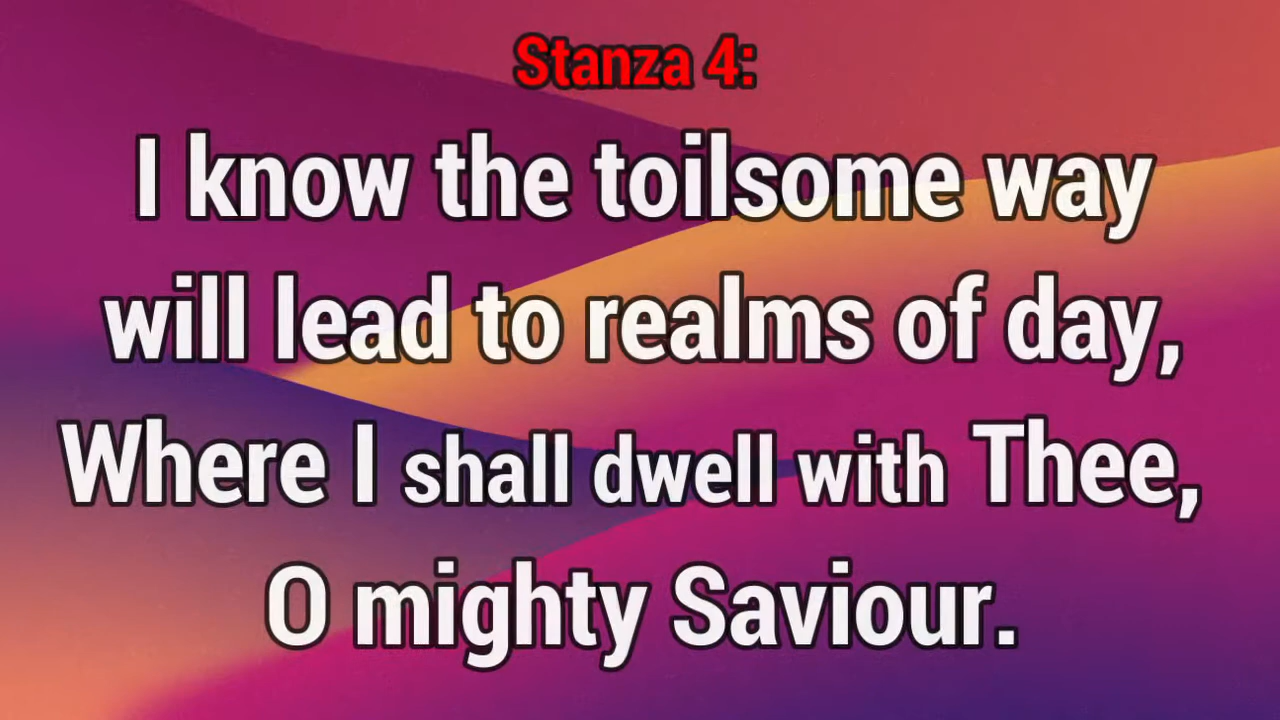 Stanza 4:
I know the toilsome way
will lead to realms of day,
Where I shall dwell with Thee,
O mighty Saviour.